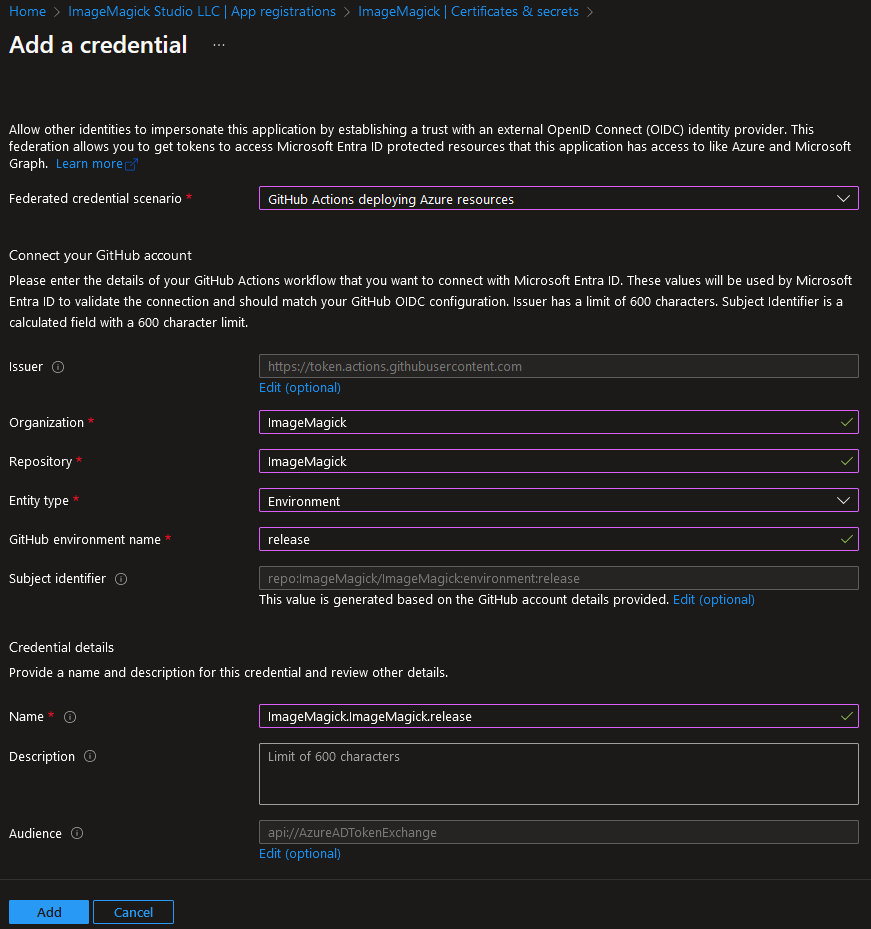 Home > ImageMagick Studio LLC | App registrations > ImageMagick | Certificates & secrets >
Add a credential ...
Allow other identities to impersonate this application by establishing a trust with an external OpenID Connect (OIDC) identity provider. This
federation allows you to get tokens to access Microsoft Entra ID protected resources that this application has access to like Azure and Microsoft
Graph. Learn more
Federated credential scenario *
GitHub Actions deploying Azure resources
Connect your GitHub account
Please enter the details of your GitHub Actions workflow that you want to connect with Microsoft Entra ID. These values will be used by Microsoft
Entra ID to validate the connection and should match your GitHub OIDC configuration. Issuer has a limit of 600 characters. Subject Identifier is a
calculated field with a 600 character limit.
Issuer
https://token.actions.githubusercontent.com
Edit (optional)
Organization *
ImageMagick
Repository *
ImageMagick
Entity type *
Environment
GitHub environment name *
release
Subject identifier
repo:ImageMagick/ImageMagick:environment:release
This value is generated based on the GitHub account details provided. Edit (optional)
Credential details
Provide a name and description for this credential and review other details.
Name *
ImageMagick.ImageMagick.release
Description
Limit of 600 characters
Audience
api://AzureADTokenExchange
Edit (optional)
Add
Cancel